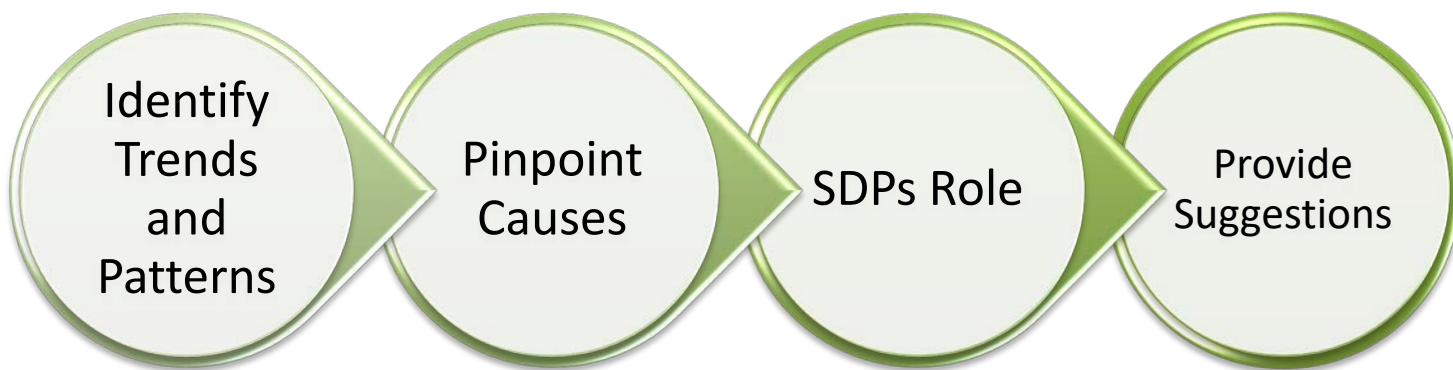 Identify
Trends
and
Patterns
Pinpoint
Causes
SDPs Role
Provide
Suggestions